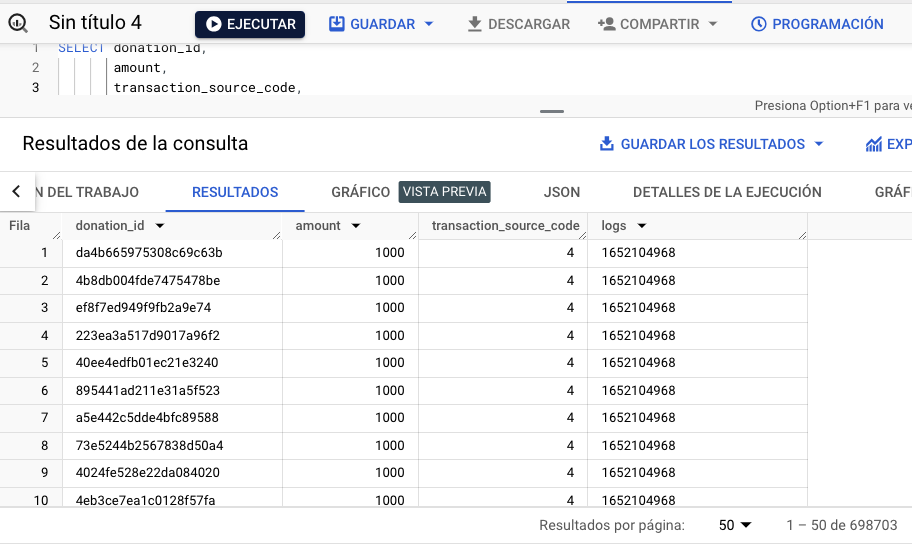 Sin título 4 EJECUTAR GUARDAR DESCARGAR COMPARTIR PROGRAMACIÓN
1 SELECT donation_id,
2 amount,
3 transaction_source_code,
Presiona Option+F1 para ve
Resultados de la consulta GUARDAR LOS RESULTADOS EXP
N DEL TRABAJO RESULTADOS GRÁFICO VISTA PREVIA JSON DETALLES DE LA EJECUCIÓN GRÁF
Fila donation_id amount transaction_source_code logs
1 da4b665975308c69c63b 1000 4 1652104968
2 4b8db004fde7475478be 1000 4 1652104968
3 ef8f7ed949f9fb2a9e74 1000 4 1652104968
4 223ea3a517d9017a96f2 1000 4 1652104968
5 40ee4edfb01ec21e3240 1000 4 1652104968
6 895441ad211e31a5f523 1000 4 1652104968
7 a5e442c5dde4bfc89588 1000 4 1652104968
8 73e5244b2567838d50a4 1000 4 1652104968
9 4024fe528e22da084020 1000 4 1652104968
10 4eb3ce7ea1c0128f57fa 1000 4 1652104968
Resultados por página: 50 1 – 50 de 698703